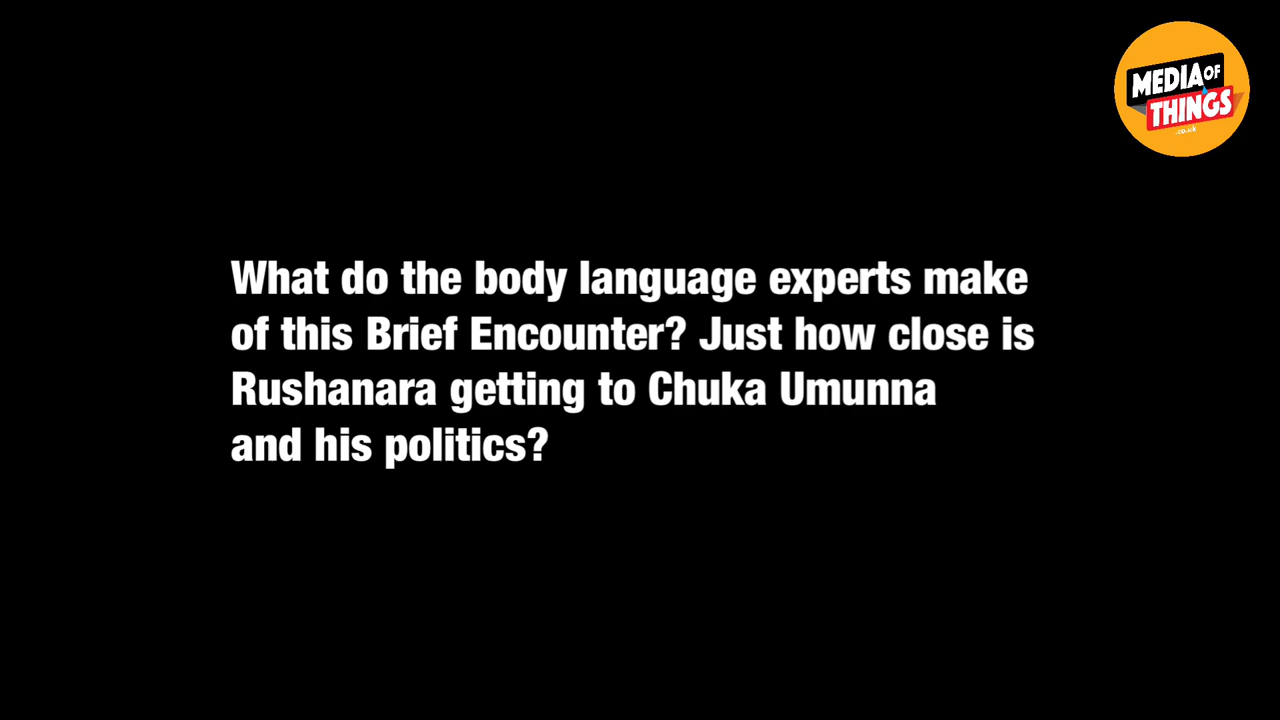 MEDIA OF
THINGS
.co.uk
What do the body language experts make
of this Brief Encounter? Just how close is
Rushanara getting to Chuka Umunna
and his politics?